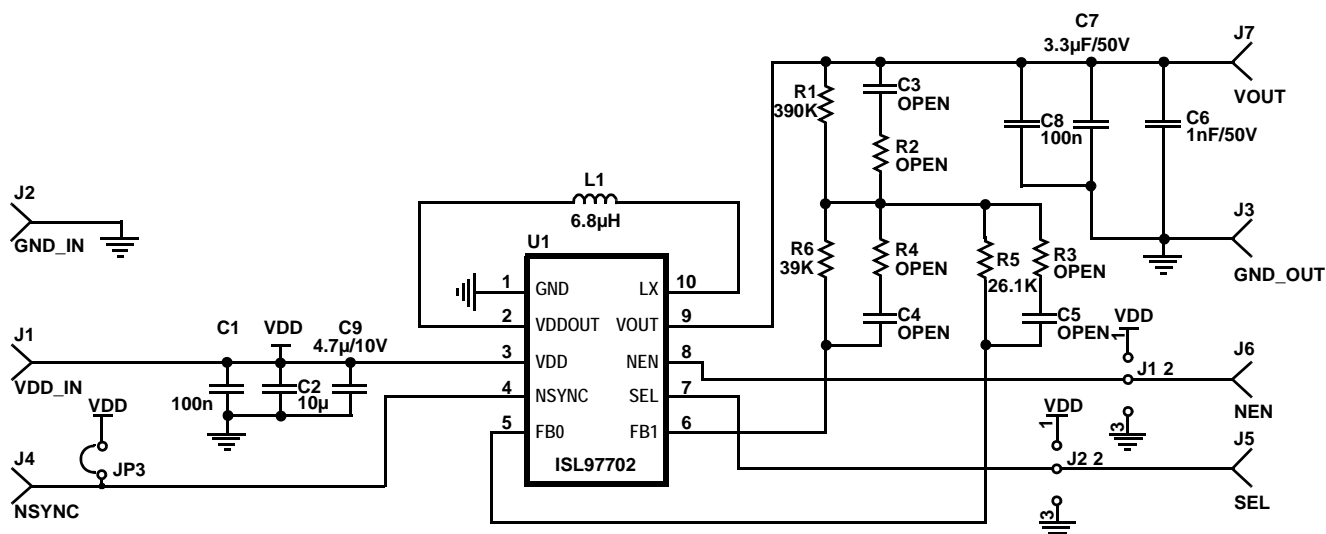 C7
3.3µF/50V
J7
VOUT
R1
390K
C3
OPEN
R2
OPEN
C8
100n
C6
1nF/50V
J2
GND_IN
L1
6.8µH
J3
GND_OUT
R6
39K
R4
OPEN
C4
OPEN
R5
26.1K
R3
OPEN
C5
OPEN
U1
1
GND
LX
10
2
VDDOUT
VOUT
9
3
VDD
NEN
8
4
NSYNC
SEL
7
5
FB0
FB1
6
ISL97702
J1
VDD_IN
C1
100n
VDD
C2
10µ
C9
4.7µ/10V
VDD
JP3
J4
NSYNC
VDD
1
J1 2
3
J6
NEN
VDD
1
J2 2
3
J5
SEL